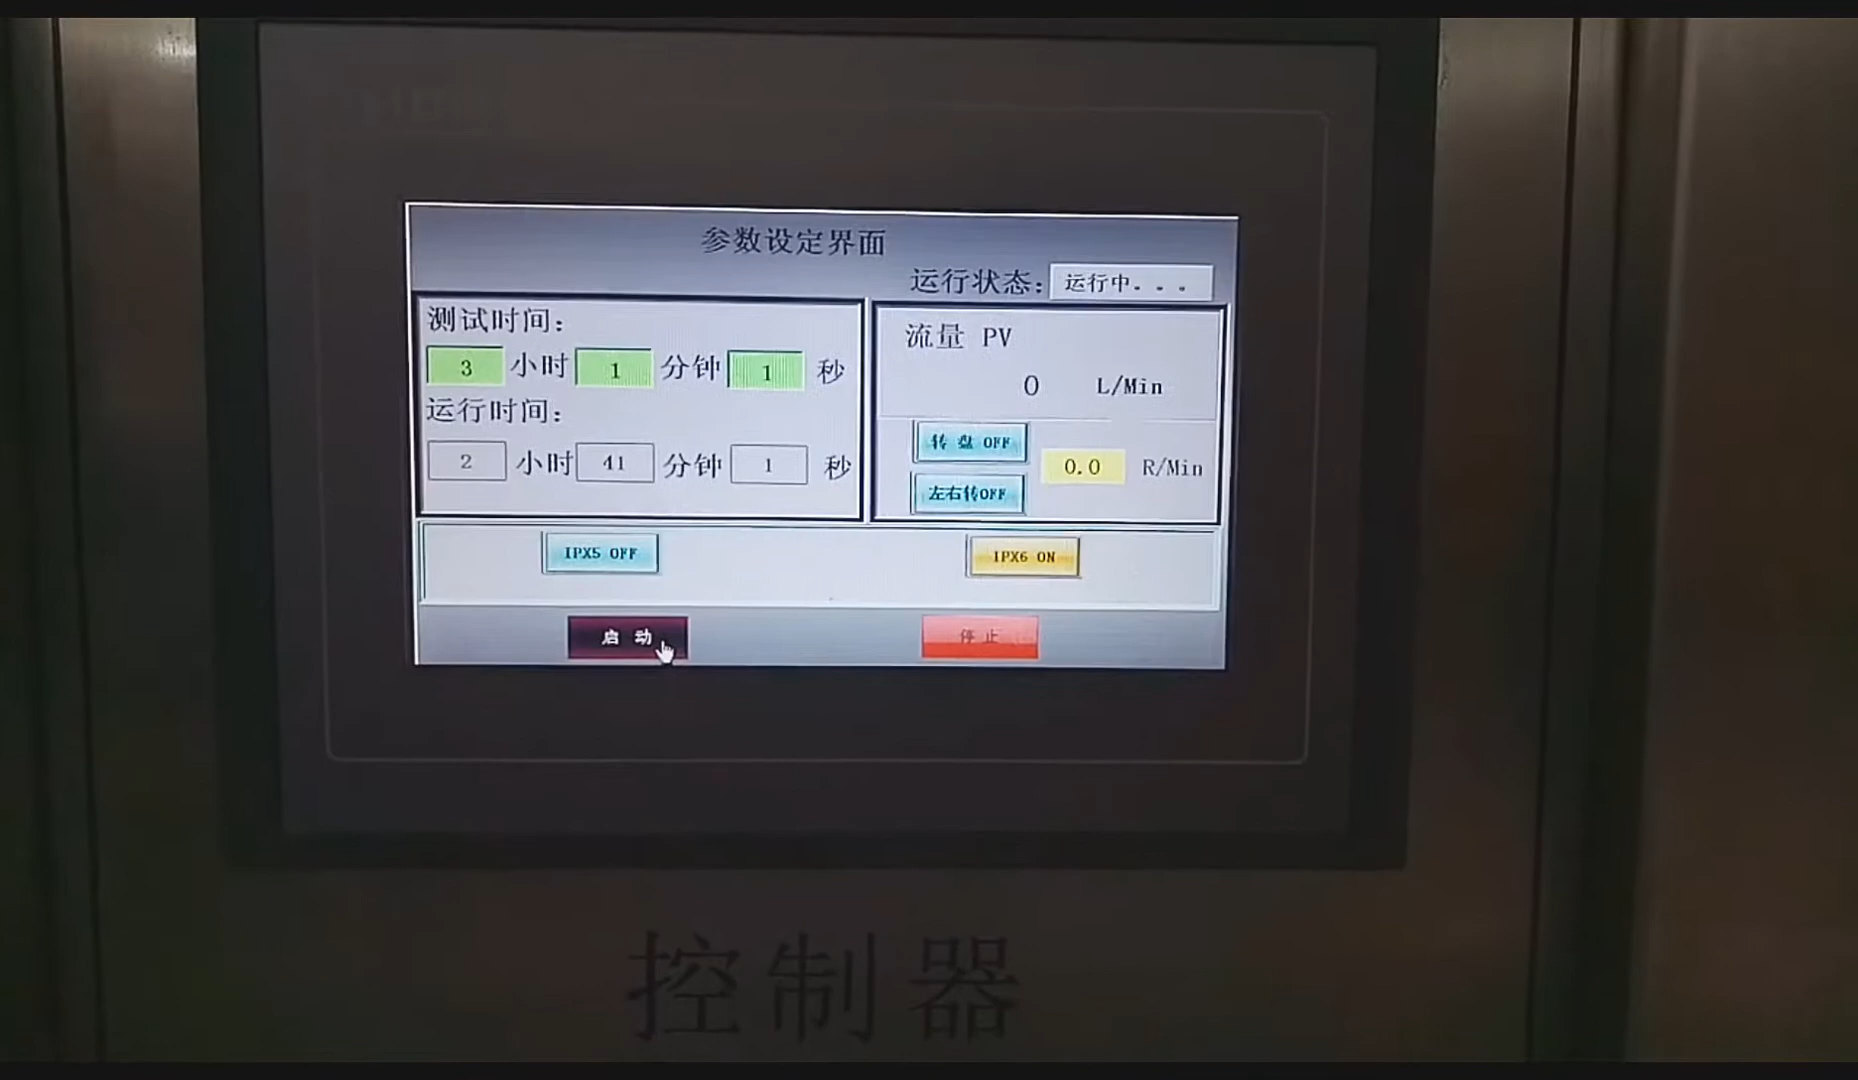 参数设定界面
运行状态: 运行中...
测试时间:
3 小时 1 分钟 1 秒
运行时间:
2 小时 41 分钟 1 秒
流量 PV
0 L/Min
转 盘 OFF
0.0 R/Min
左右转OFF
IPX5 OFF
IPX6 ON
启 动
停 止
控制器